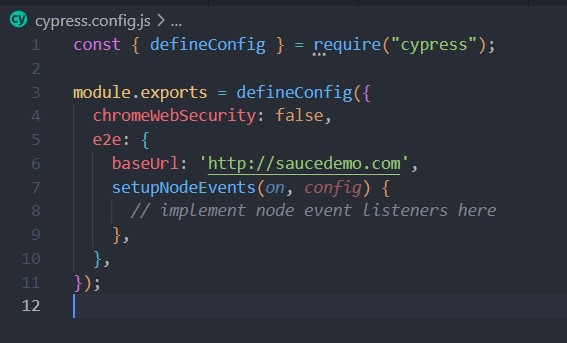 cypress.config.js > ...
1 const { defineConfig } = require("cypress");
2
3 module.exports = defineConfig({
4   chromeWebSecurity: false,
5   e2e: {
6     baseUrl: 'http://saucedemo.com',
7     setupNodeEvents(on, config) {
8       // implement node event listeners here
9     },
10   },
11 });
12